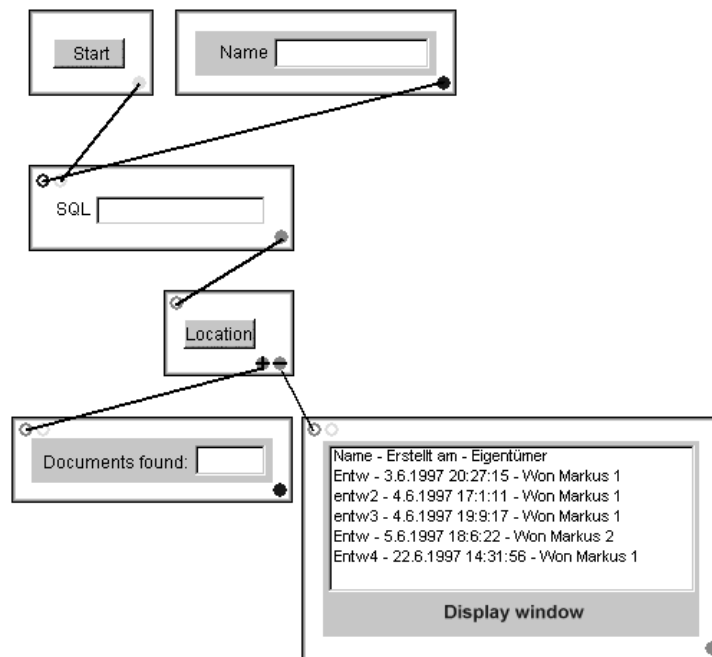 Start
Name
SQL
Location
Documents found:
Name - Erstellt am - Eigentümer
Entw - 3.6.1997 20:27:15 - Won Markus 1
entw2 - 4.6.1997 17:1:11 - Won Markus 1
entw3 - 4.6.1997 19:9:17 - Won Markus 1
Entw - 5.6.1997 18:6:22 - Won Markus 2
Entw4 - 22.6.1997 14:31:56 - Won Markus 1
Display window